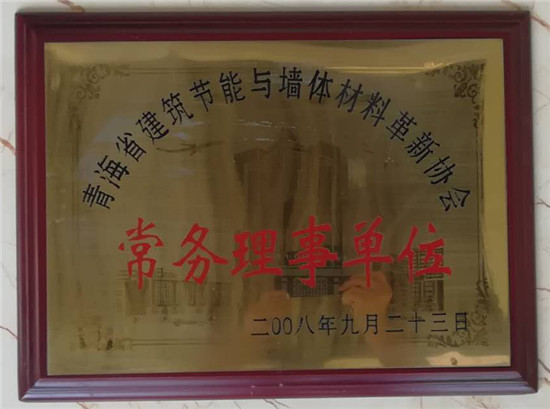 青海省建筑节能与墙体材料革新协会
常务理事单位
二00八年九月二十三日